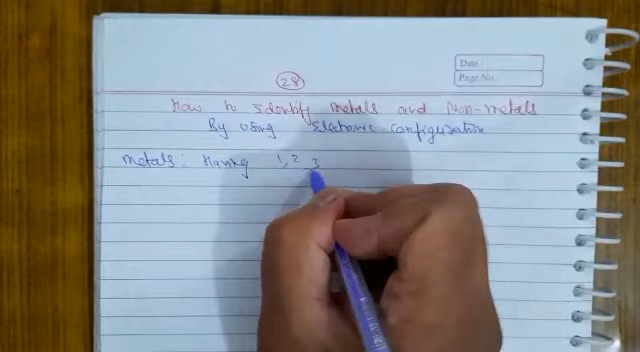 28
Date :
Page No.
How to Identify metals and Non-metals
By using Electronic configuration
Metals: Having 1, 2 3